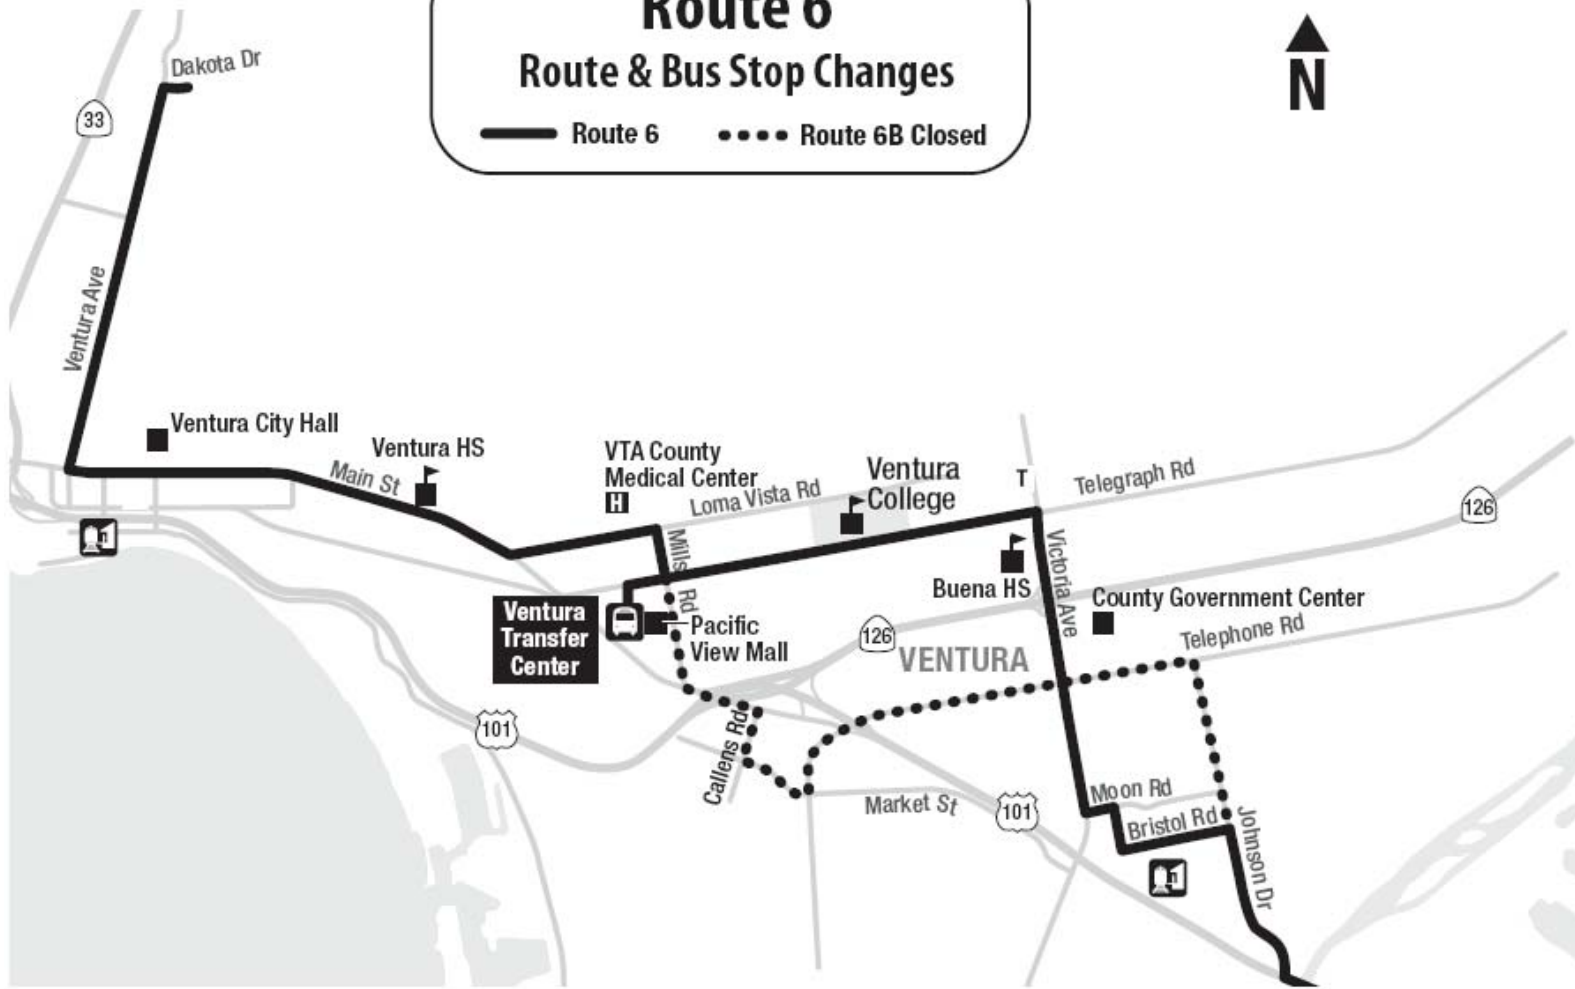 Route 6
Route & Bus Stop Changes
Route 6
Route 6B Closed
N
Dakota Dr
33
Ventura Ave
Ventura City Hall
Ventura HS
Main St
VTA County
Medical Center
H
Loma Vista Rd
Ventura
College
T
Telegraph Rd
126
Mills Rd
Victoria Ave
Buena HS
County Government Center
Telephone Rd
Ventura
Transfer
Center
Pacific
View Mall
126
VENTURA
101
Callens Rd
Market St
101
Moon Rd
Bristol Rd
Johnson Dr